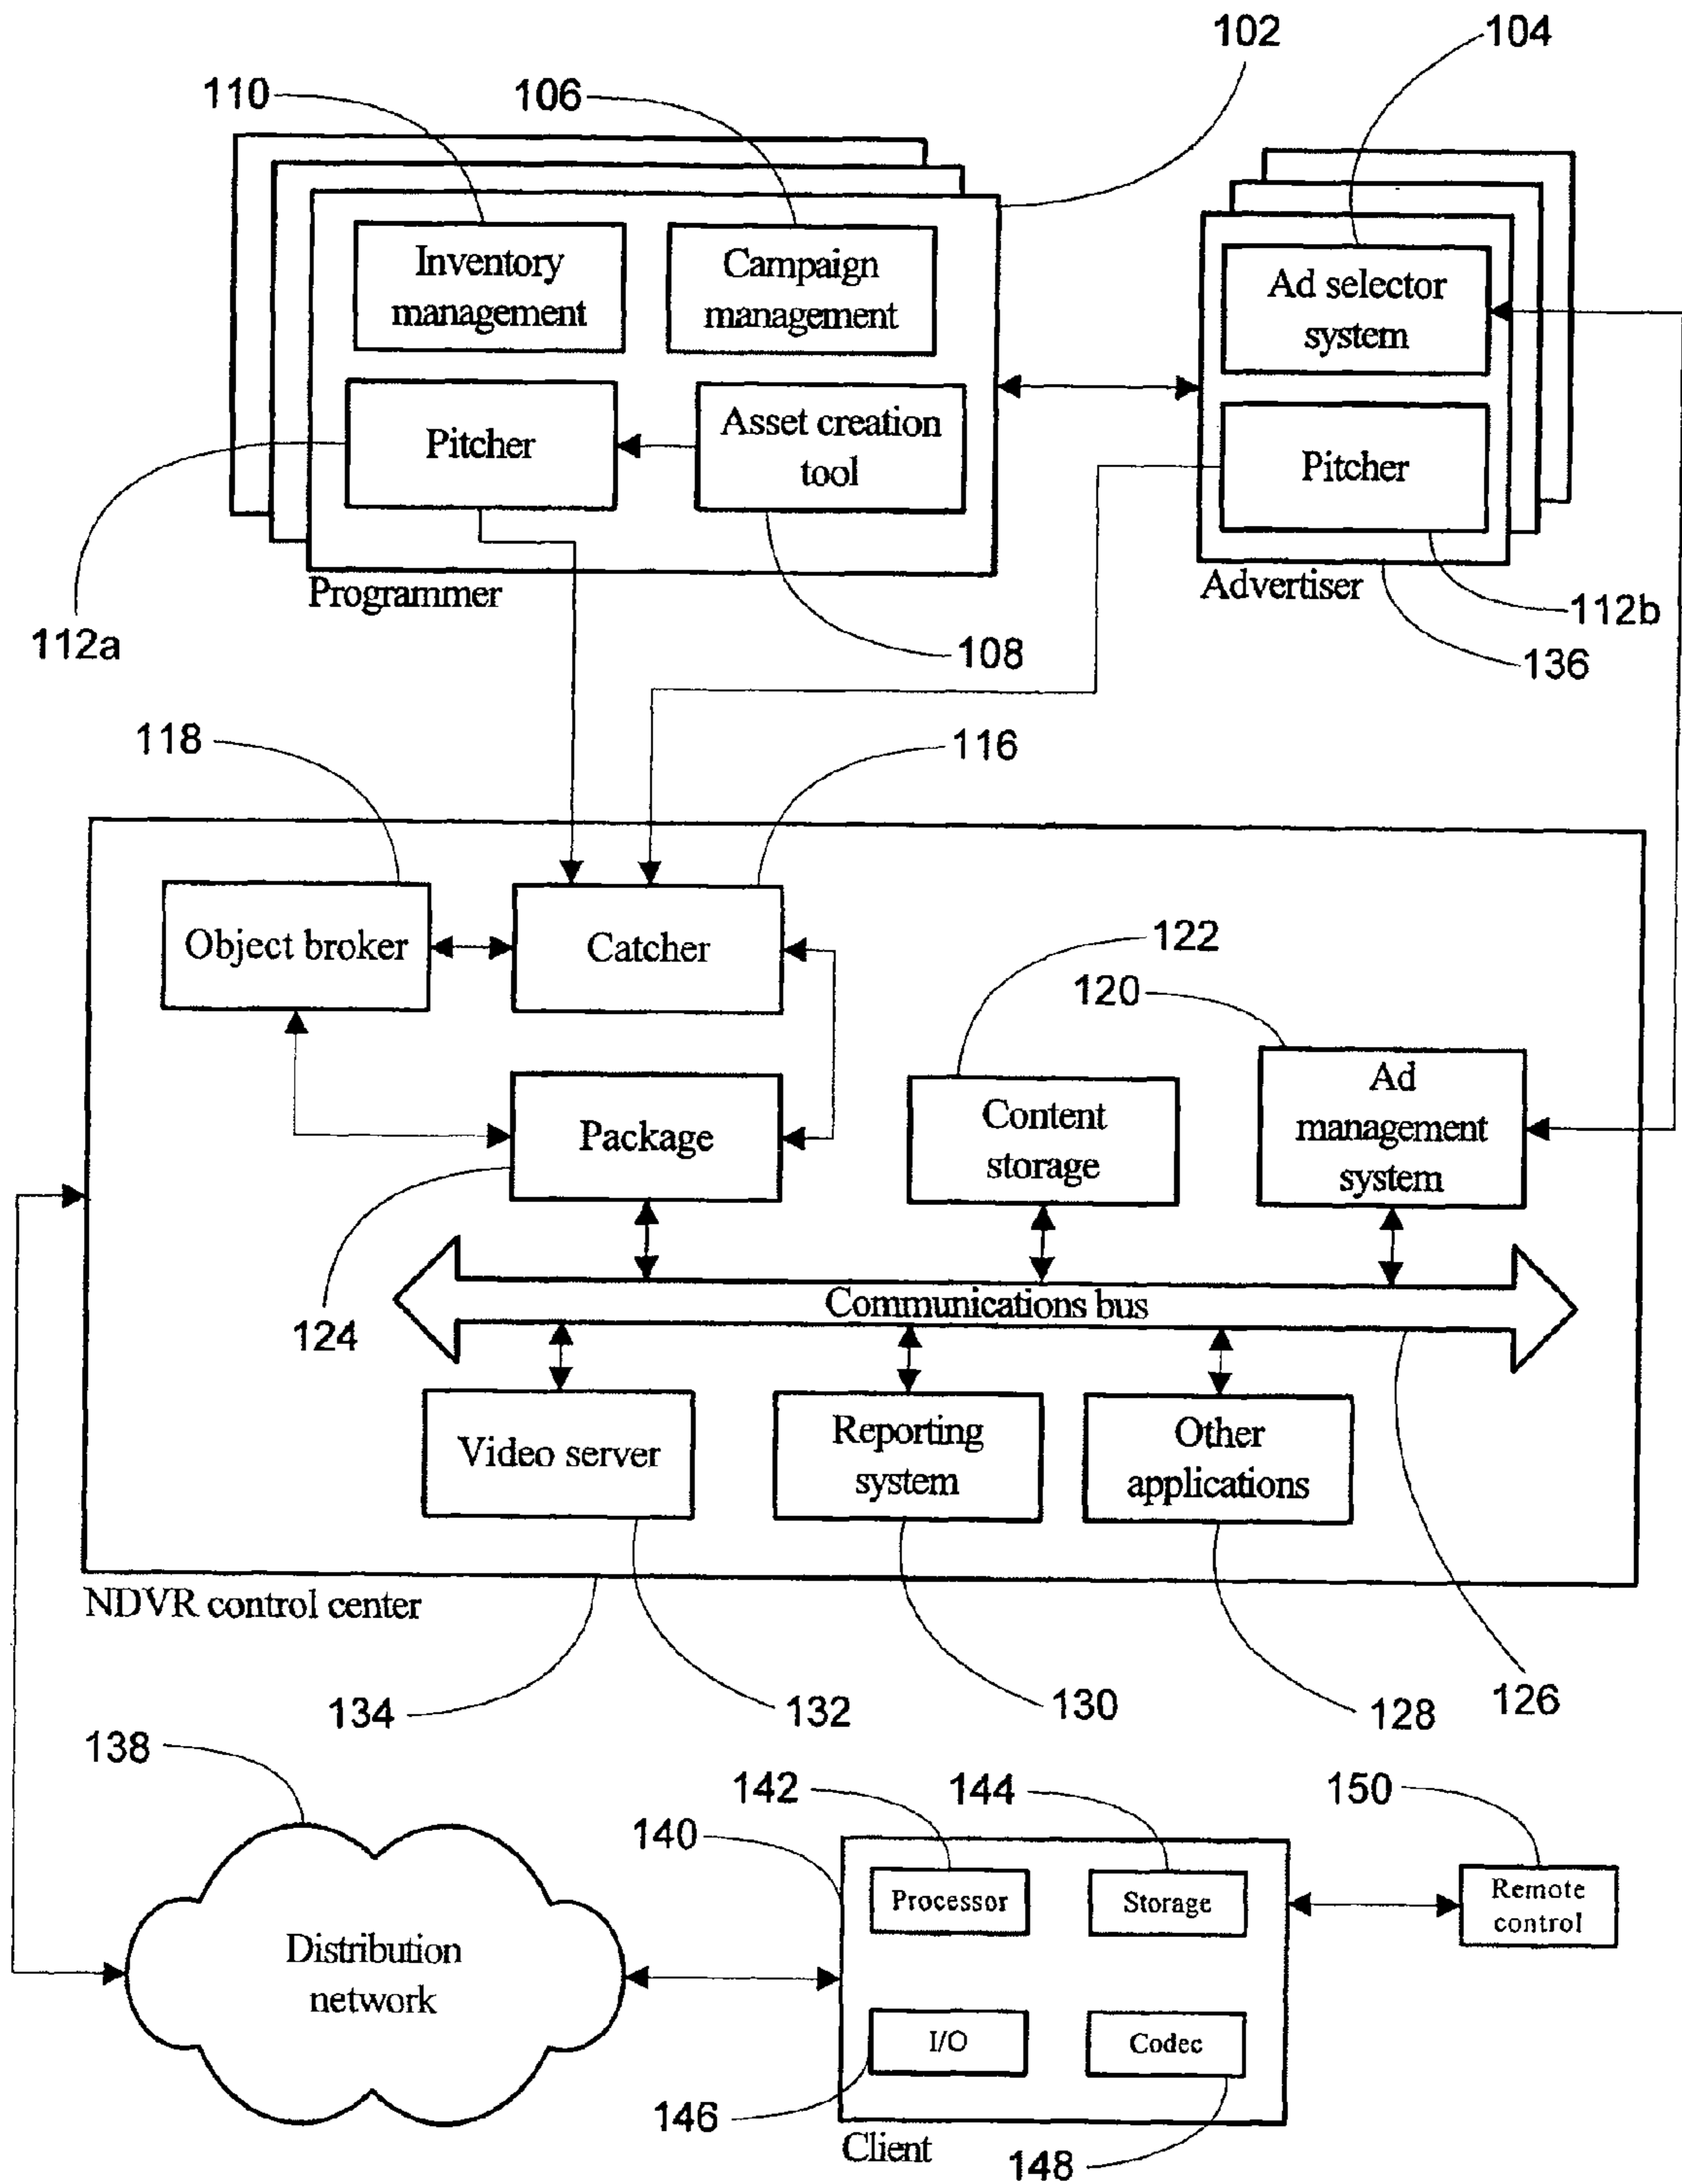 102
104
110
106
Inventory
management
Campaign
management
Ad selector
system
Pitcher
Asset creation
tool
Pitcher
Programmer
Advertiser
112a
108
112b
136
118
116
Object broker
Catcher
122
120
Package
Content
storage
Ad
management
system
124
Communications bus
Video server
Reporting
system
Other
applications
NDVR control center
134
132
130
128
126
138
142
144
150
140
Processor
Storage
Remote
control
Distribution
network
I/O
Codec
146
Client
148